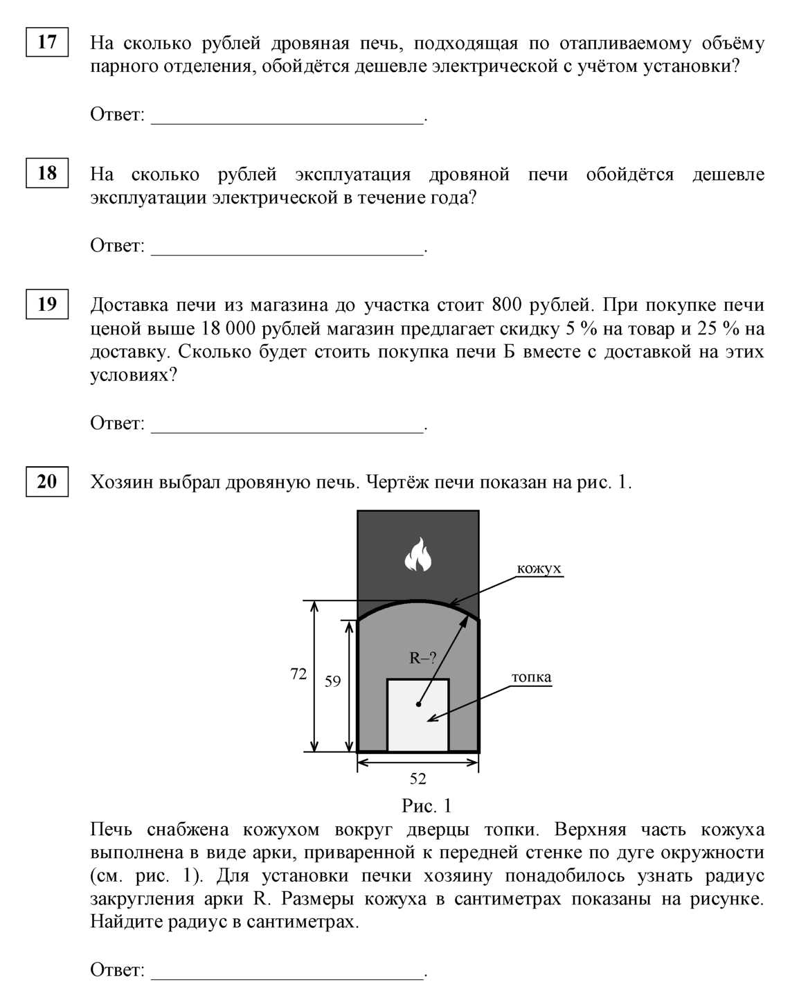 17
На сколько рублей дровяная печь, подходящая по отапливаемому объёму
парного отделения, обойдётся дешевле электрической с учётом установки?
Ответ: ____________________________.
18
На сколько рублей эксплуатация дровяной печи обойдётся дешевле
эксплуатации электрической в течение года?
Ответ: ____________________________.
19
Доставка печи из магазина до участка стоит 800 рублей. При покупке печи
ценой выше 18 000 рублей магазин предлагает скидку 5 % на товар и 25 % на
доставку. Сколько будет стоить покупка печи Б вместе с доставкой на этих
условиях?
Ответ: ____________________________.
20
Хозяин выбрал дровяную печь. Чертёж печи показан на рис. 1.
кожух
R–?
72
59
топка
52
Рис. 1
Печь снабжена кожухом вокруг дверцы топки. Верхняя часть кожуха
выполнена в виде арки, приваренной к передней стенке по дуге окружности
(см. рис. 1). Для установки печки хозяину понадобилось узнать радиус
закругления арки R. Размеры кожуха в сантиметрах показаны на рисунке.
Найдите радиус в сантиметрах.
Ответ: ____________________________.